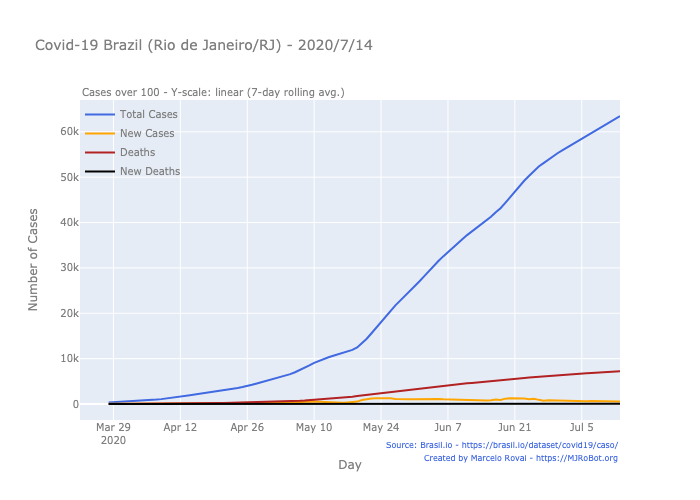 Covid-19 Brazil (Rio de Janeiro/RJ) - 2020/7/14
Cases over 100 - Y-scale: linear (7-day rolling avg.)
Total Cases
New Cases
Deaths
New Deaths
Number of Cases
60k
50k
40k
30k
20k
10k
0
Mar 29 Apr 12 Apr 26 May 10 May 24 Jun 7 Jun 21 Jul 5
2020
Source: Brasil.io - https://brasil.io/dataset/covid19/caso/
Created by Marcelo Rovai - https://MJRoBot.org
Day